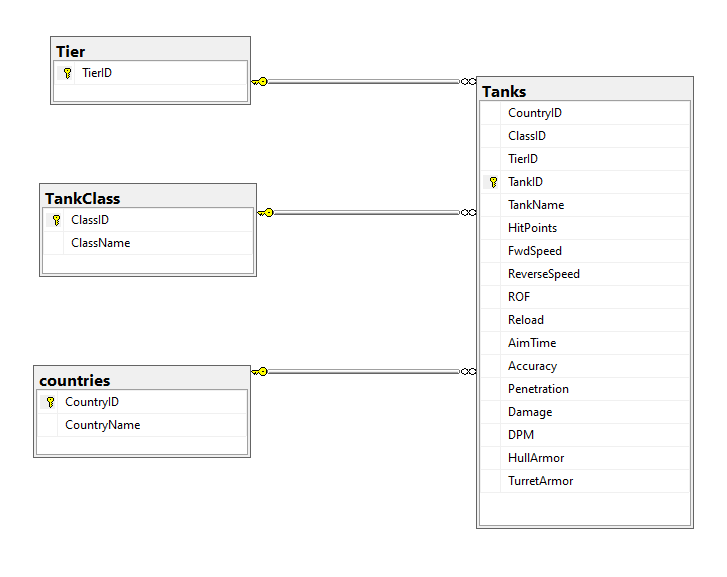 Tier
TierID
TankClass
ClassID
ClassName
countries
CountryID
CountryName
Tanks
CountryID
ClassID
TierID
TankID
TankName
HitPoints
FwdSpeed
ReverseSpeed
ROF
Reload
AimTime
Accuracy
Penetration
Damage
DPM
HullArmor
TurretArmor